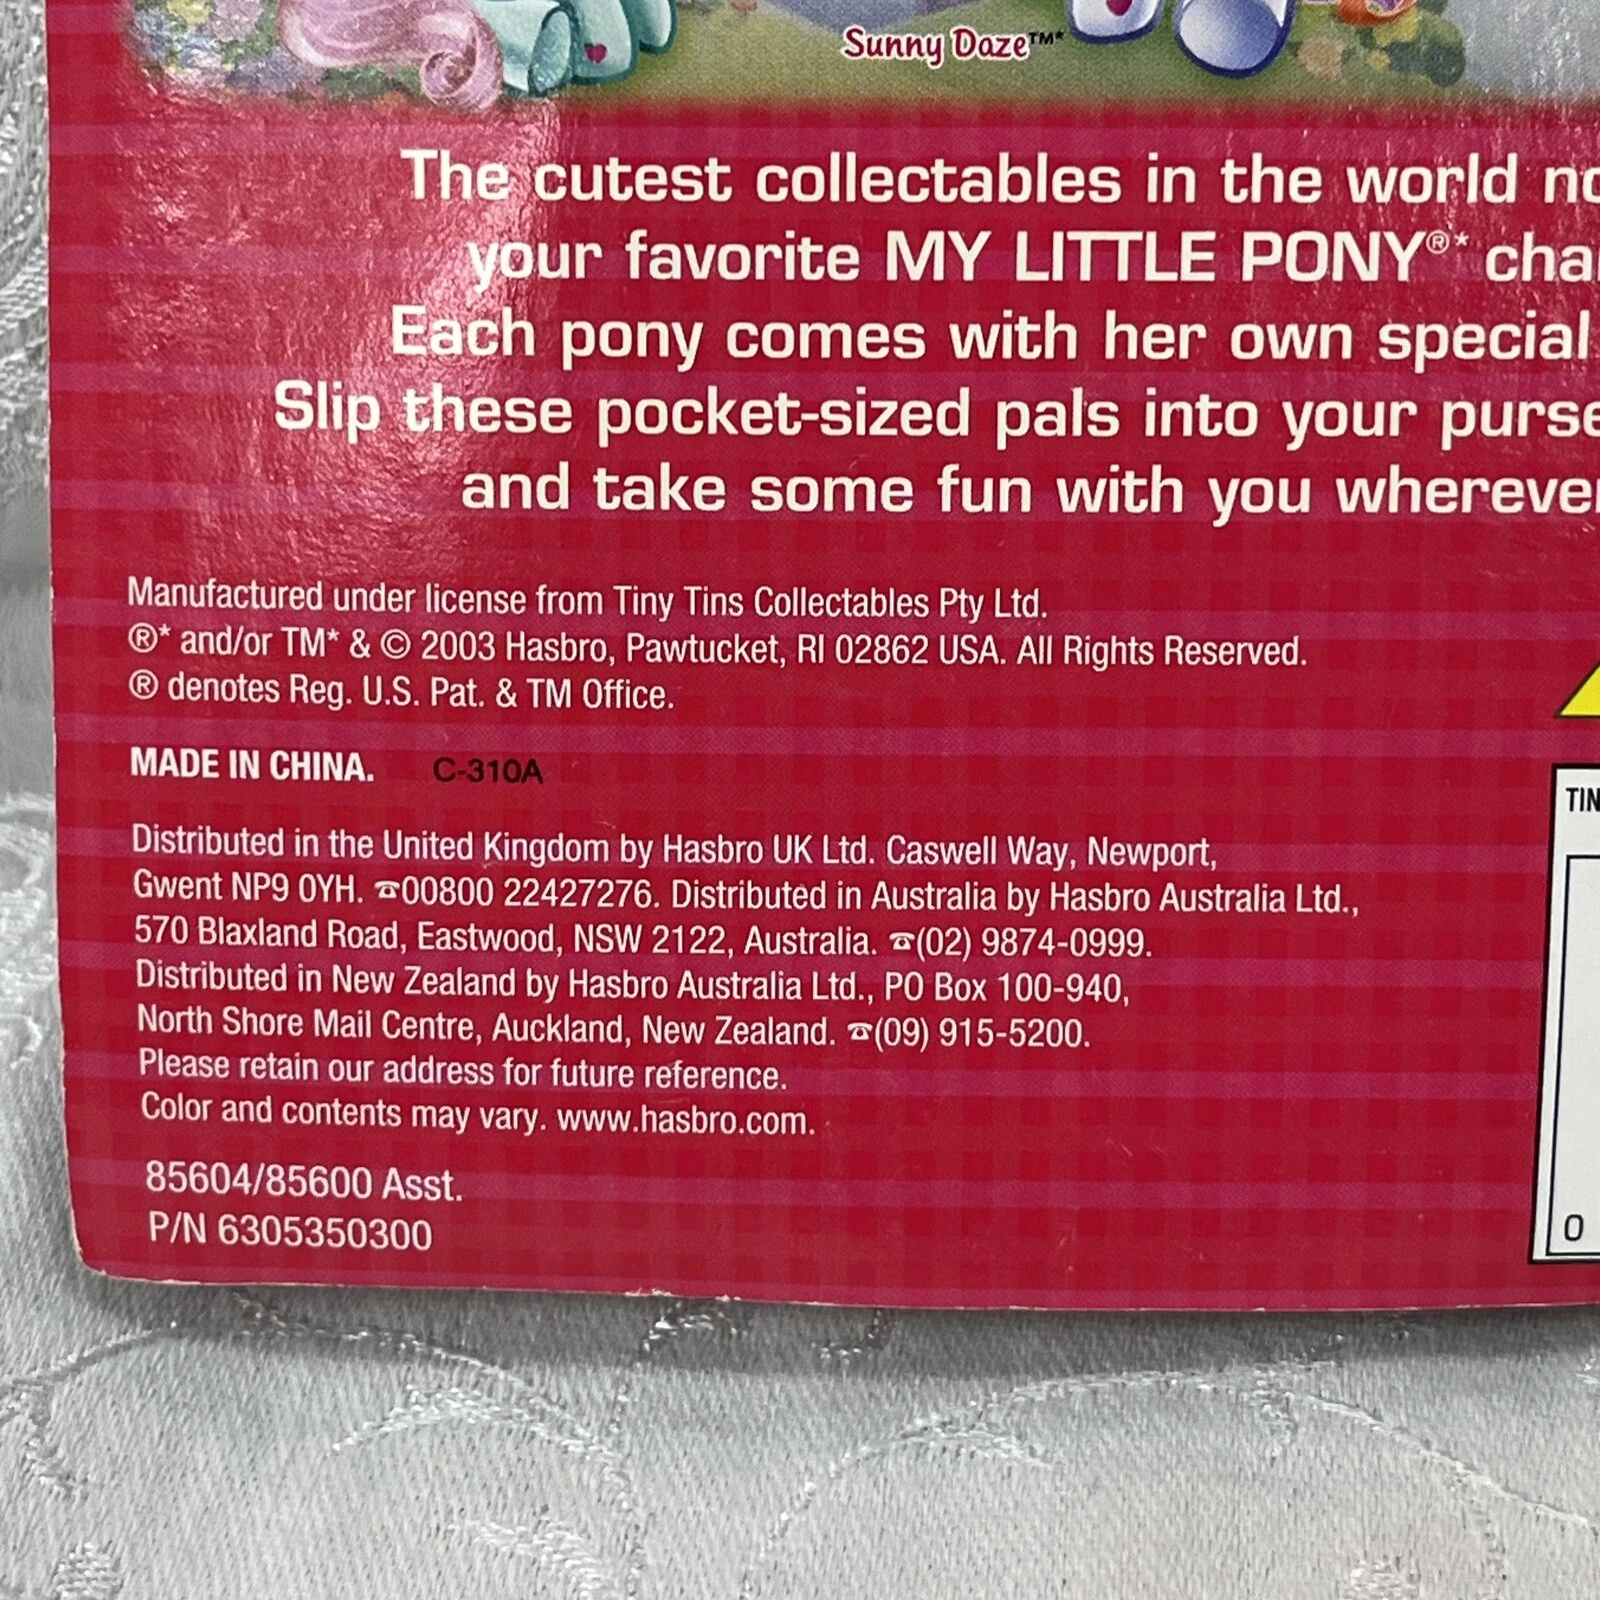 Sunny Daze™*
The cutest collectables in the world
your favorite MY LITTLE PONY®*
Each pony comes with her own special
Slip these pocket-sized pals into your
and take some fun with you
Manufactured under license from Tiny Tins Collectables Pty Ltd.
®* and/or TM* & © 2003 Hasbro, Pawtucket, RI 02862 USA. All Rights Reserved.
® denotes Reg. U.S. Pat. & TM Office.
MADE IN CHINA. C-310A
Distributed in the United Kingdom by Hasbro UK Ltd. Caswell Way, Newport,
Gwent NP9 0YH. ☎00800 22427276. Distributed in Australia by Hasbro Australia Ltd.,
570 Blaxland Road, Eastwood, NSW 2122, Australia. ☎(02) 9874-0999.
Distributed in New Zealand by Hasbro Australia Ltd., PO Box 100-940,
North Shore Mail Centre, Auckland, New Zealand. ☎(09) 915-5200.
Please retain our address for future reference.
Color and contents may vary. www.hasbro.com.
85604/85600 Asst.
P/N 6305350300
0